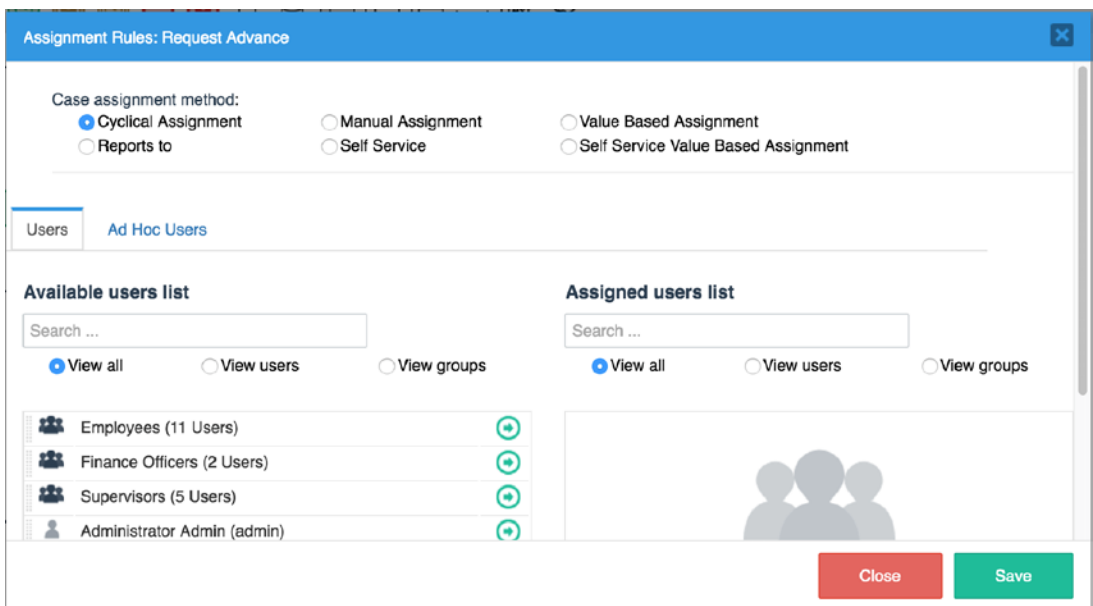 Assignment Rules: Request Advance
Case assignment method:
Cyclical Assignment Manual Assignment Value Based Assignment
Reports to Self Service Self Service Value Based Assignment
Users Ad Hoc Users
Available users list Assigned users list
Search ... Search ...
View all View users View groups View all View users View groups
Employees (11 Users)
Finance Officers (2 Users)
Supervisors (5 Users)
Administrator Admin (admin)
Close Save